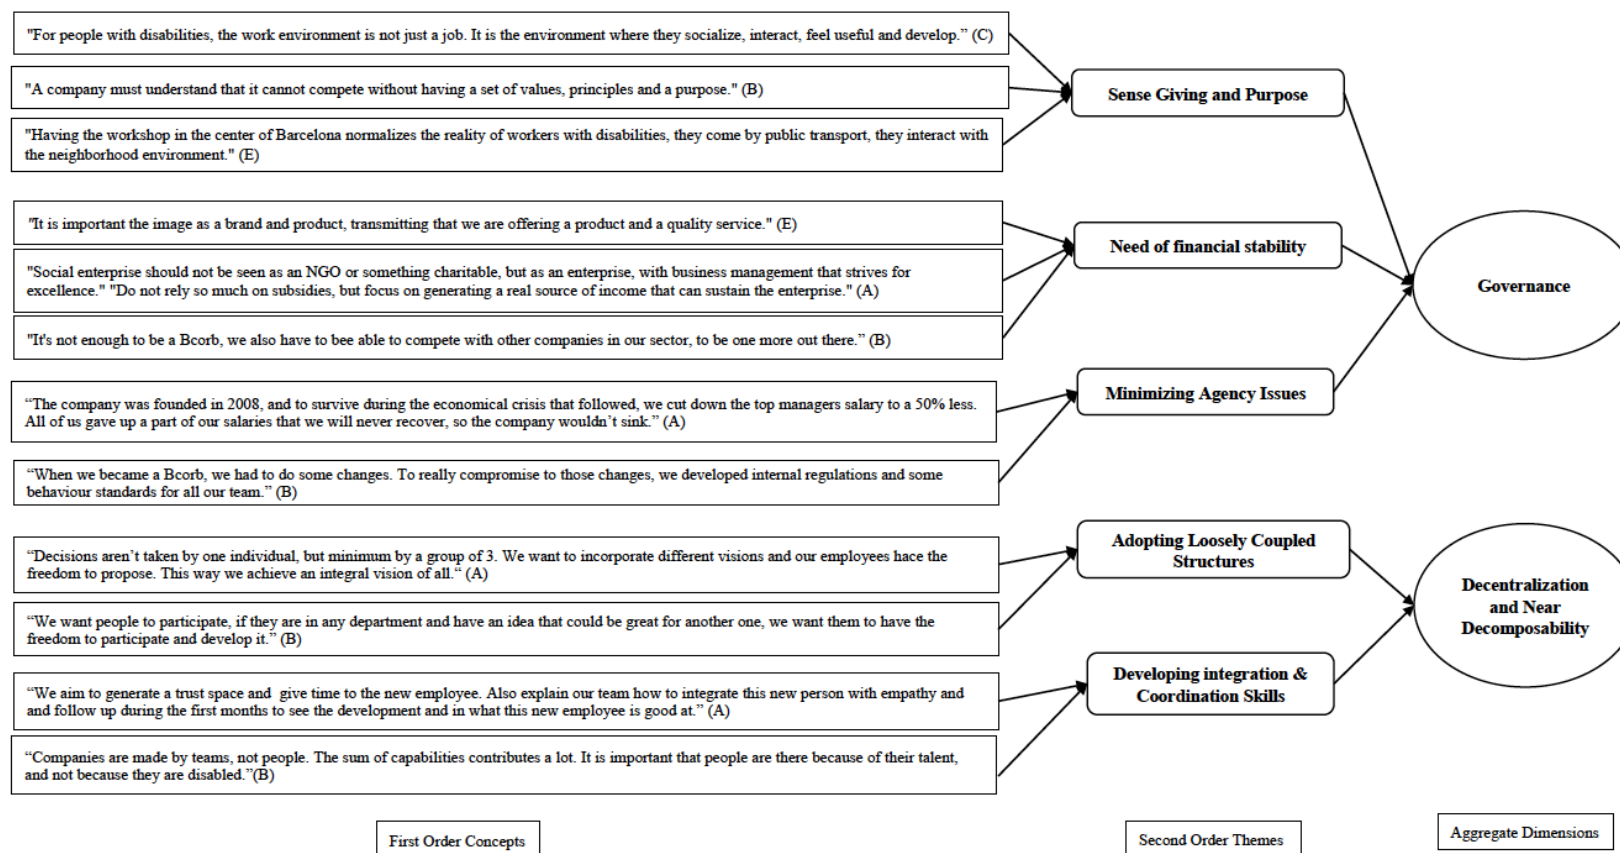 "For people with disabilities, the work environment is not just a job. It is the environment where they socialize, interact, feel useful and develop.” (C)
"A company must understand that it cannot compete without having a set of values, principles and a purpose." (B)
"Having the workshop in the center of Barcelona normalizes the reality of workers with disabilities, they come by public transport, they interact with
the neighborhood environment." (E)
Sense Giving and Purpose
"It is important the image as a brand and product, transmitting that we are offering a product and a quality service." (E)
"Social enterprise should not be seen as an NGO or something charitable, but as an enterprise, with business management that strives for
excellence." "Do not rely so much on subsidies, but focus on generating a real source of income that can sustain the enterprise." (A)
"It's not enough to be a Bcorb, we also have to bee able to compete with other companies in our sector, to be one more out there.” (B)
Need of financial stability
“The company was founded in 2008, and to survive during the economical crisis that followed, we cut down the top managers salary to a 50% less.
All of us gave up a part of our salaries that we will never recover, so the company wouldn’t sink.” (A)
“When we became a Bcorb, we had to do some changes. To really compromise to those changes, we developed internal regulations and some
behaviour standards for all our team.” (B)
Minimizing Agency Issues
Governance
“Decisions aren’t taken by one individual, but minimum by a group of 3. We want to incorporate different visions and our employees hace the
freedom to propose. This way we achieve an integral vision of all.“ (A)
“We want people to participate, if they are in any department and have an idea that could be great for another one, we want them to have the
freedom to participate and develop it.” (B)
Adopting Loosely Coupled
Structures
“We aim to generate a trust space and give time to the new employee. Also explain our team how to integrate this new person with empathy and
and follow up during the first months to see the development and in what this new employee is good at.” (A)
“Companies are made by teams, not people. The sum of capabilities contributes a lot. It is important that people are there because of their talent,
and not because they are disabled.”(B)
Developing integration &
Coordination Skills
Decentralization
and Near
Decomposability
First Order Concepts
Second Order Themes
Aggregate Dimensions